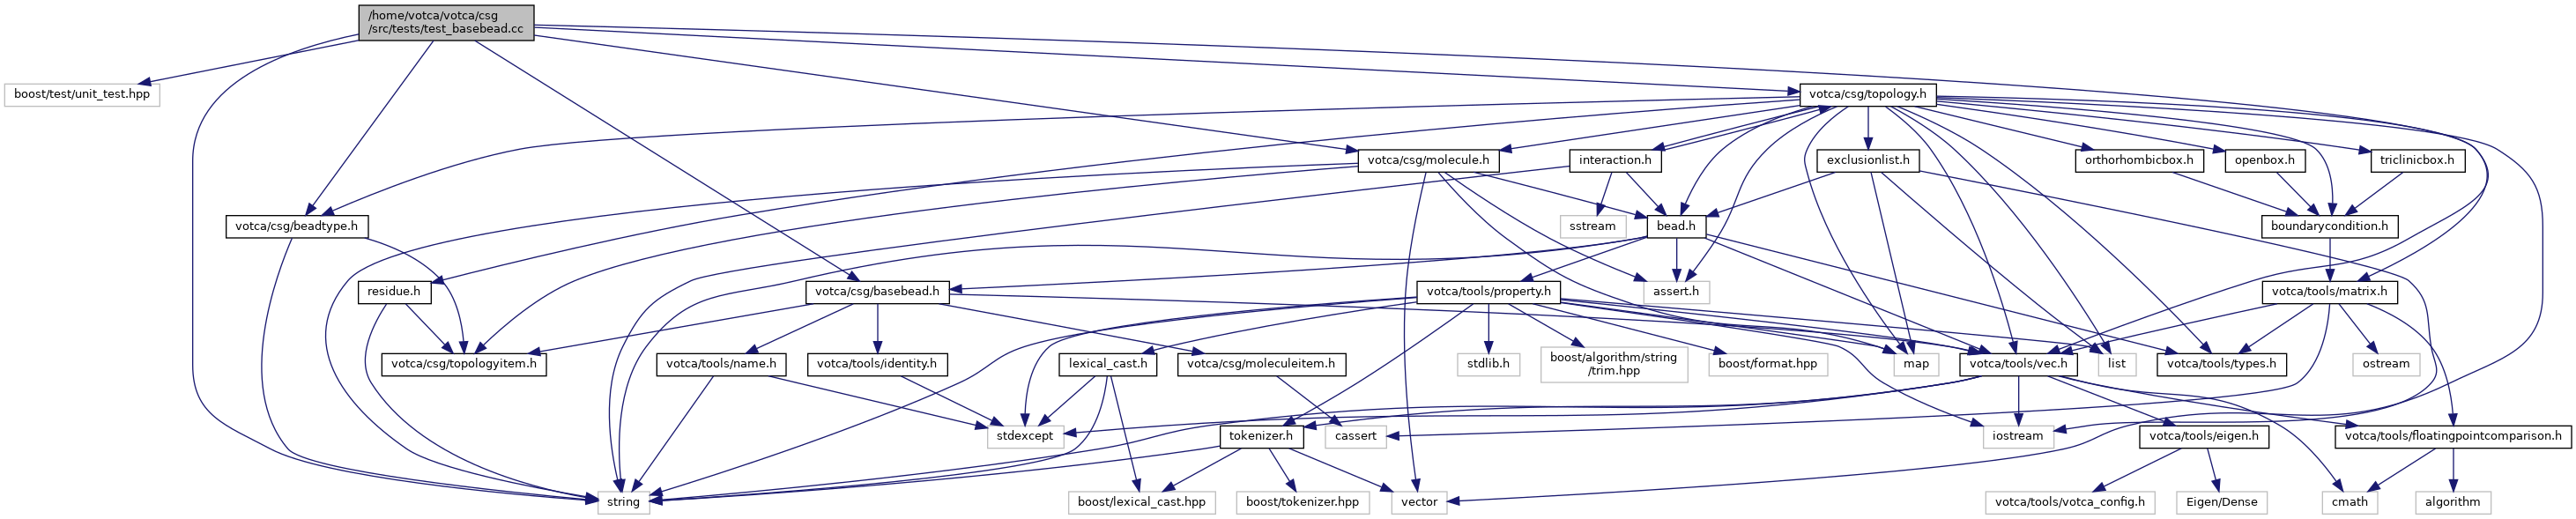 /home/votca/votca/csg
/src/tests/test_basebead.cc
boost/test/unit_test.hpp
votca/csg/topology.h
votca/csg/molecule.h
interaction.h
exclusionlist.h
orthorhombicbox.h
openbox.h
triclinicbox.h
votca/csg/beadtype.h
sstream
bead.h
boundarycondition.h
residue.h
votca/csg/basebead.h
assert.h
votca/tools/property.h
votca/tools/matrix.h
votca/csg/topologyitem.h
votca/tools/name.h
votca/tools/identity.h
lexical_cast.h
votca/csg/moleculeitem.h
stdlib.h
boost/algorithm/string
/trim.hpp
boost/format.hpp
map
votca/tools/vec.h
list
votca/tools/types.h
ostream
stdexcept
cassert
tokenizer.h
iostream
votca/tools/eigen.h
votca/tools/floatingpointcomparison.h
string
boost/lexical_cast.hpp
boost/tokenizer.hpp
vector
votca/tools/votca_config.h
Eigen/Dense
cmath
algorithm